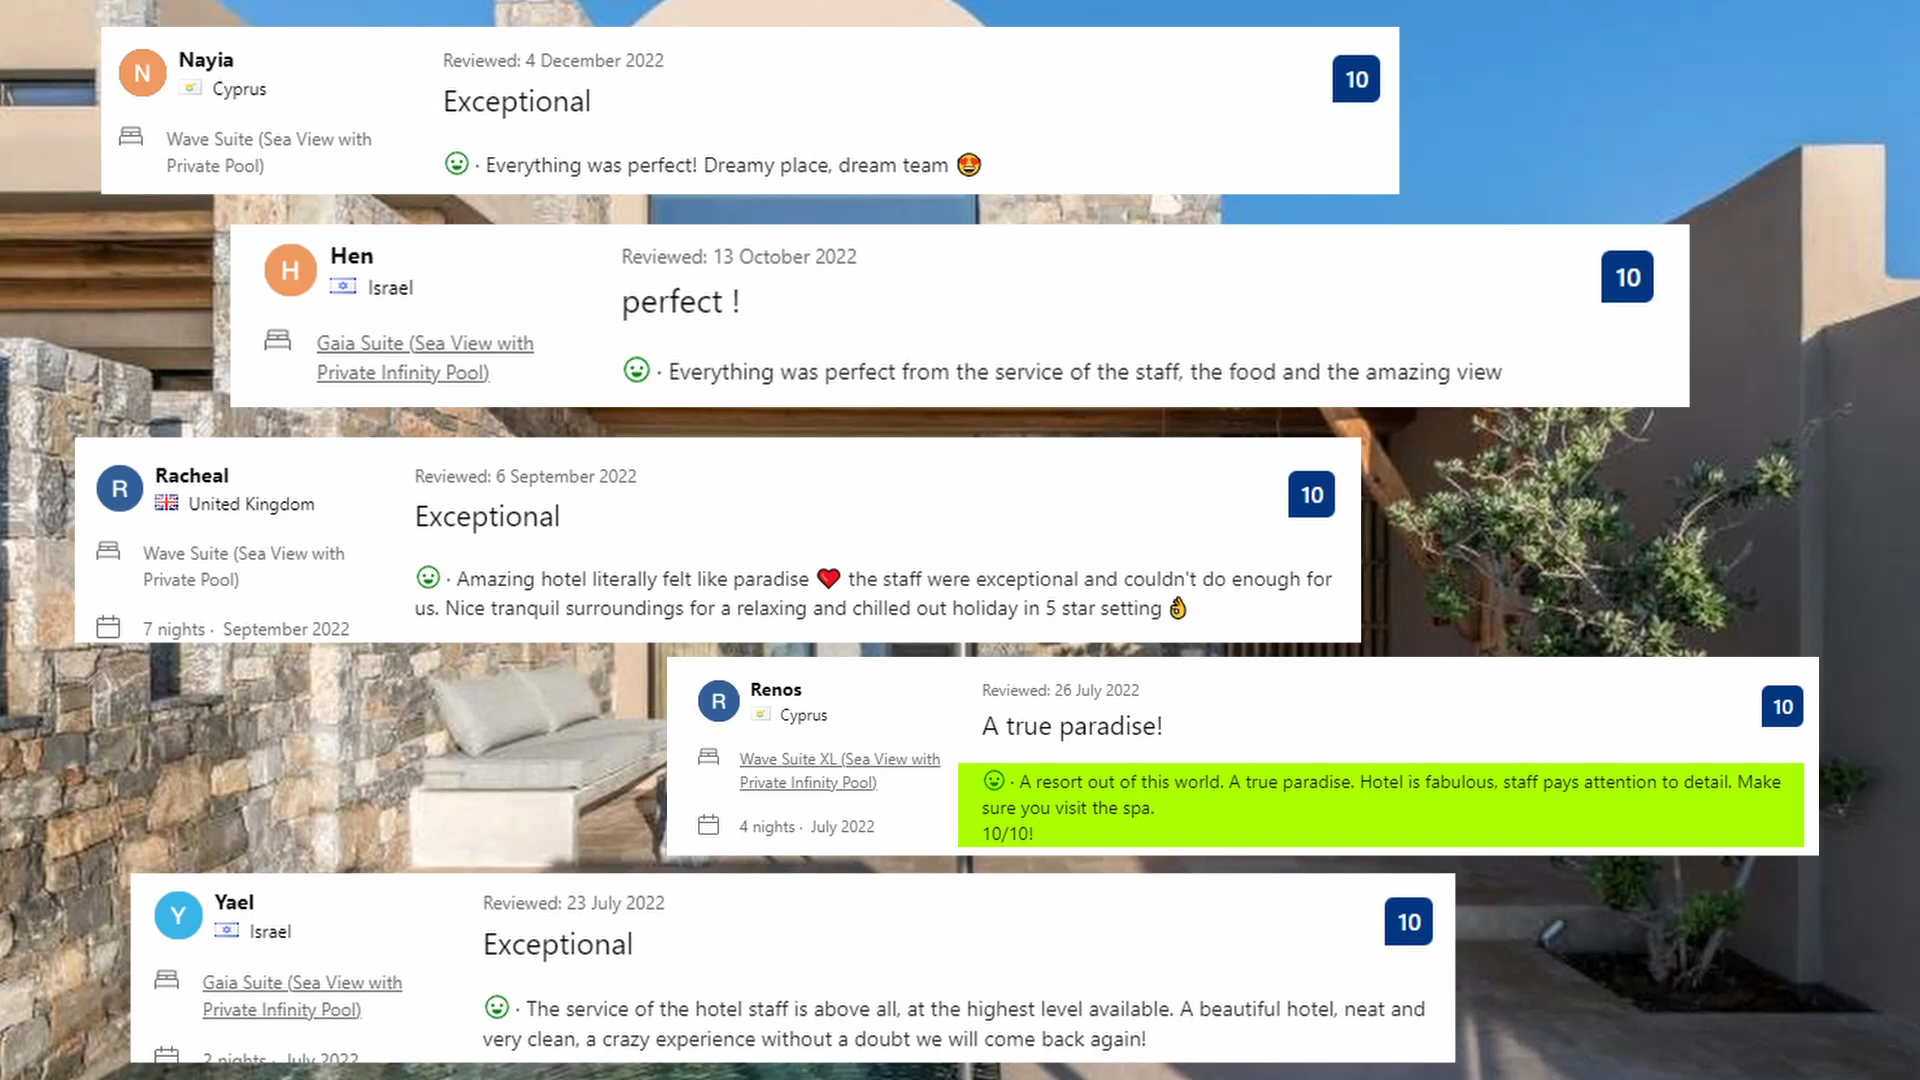 N
Nayia
Cyprus
Wave Suite (Sea View with
Private Pool)
Reviewed: 4 December 2022
Exceptional
· Everything was perfect! Dreamy place, dream team 😍
10
H
Hen
Israel
Gaia Suite (Sea View with
Private Infinity Pool)
Reviewed: 13 October 2022
perfect !
· Everything was perfect from the service of the staff, the food and the amazing view
10
R
Racheal
United Kingdom
Wave Suite (Sea View with
Private Pool)
7 nights · September 2022
Reviewed: 6 September 2022
Exceptional
· Amazing hotel literally felt like paradise ❤️ the staff were exceptional and couldn't do enough for
us. Nice tranquil surroundings for a relaxing and chilled out holiday in 5 star setting 👌
10
R
Renos
Cyprus
Wave Suite XL (Sea View with
Private Infinity Pool)
4 nights · July 2022
Reviewed: 26 July 2022
A true paradise!
· A resort out of this world. A true paradise. Hotel is fabulous, staff pays attention to detail. Make
sure you visit the spa.
10/10!
10
Y
Yael
Israel
Gaia Suite (Sea View with
Private Infinity Pool)
nights · July 2022
Reviewed: 23 July 2022
Exceptional
· The service of the hotel staff is above all, at the highest level available. A beautiful hotel, neat and
very clean, a crazy experience without a doubt we will come back again!
10